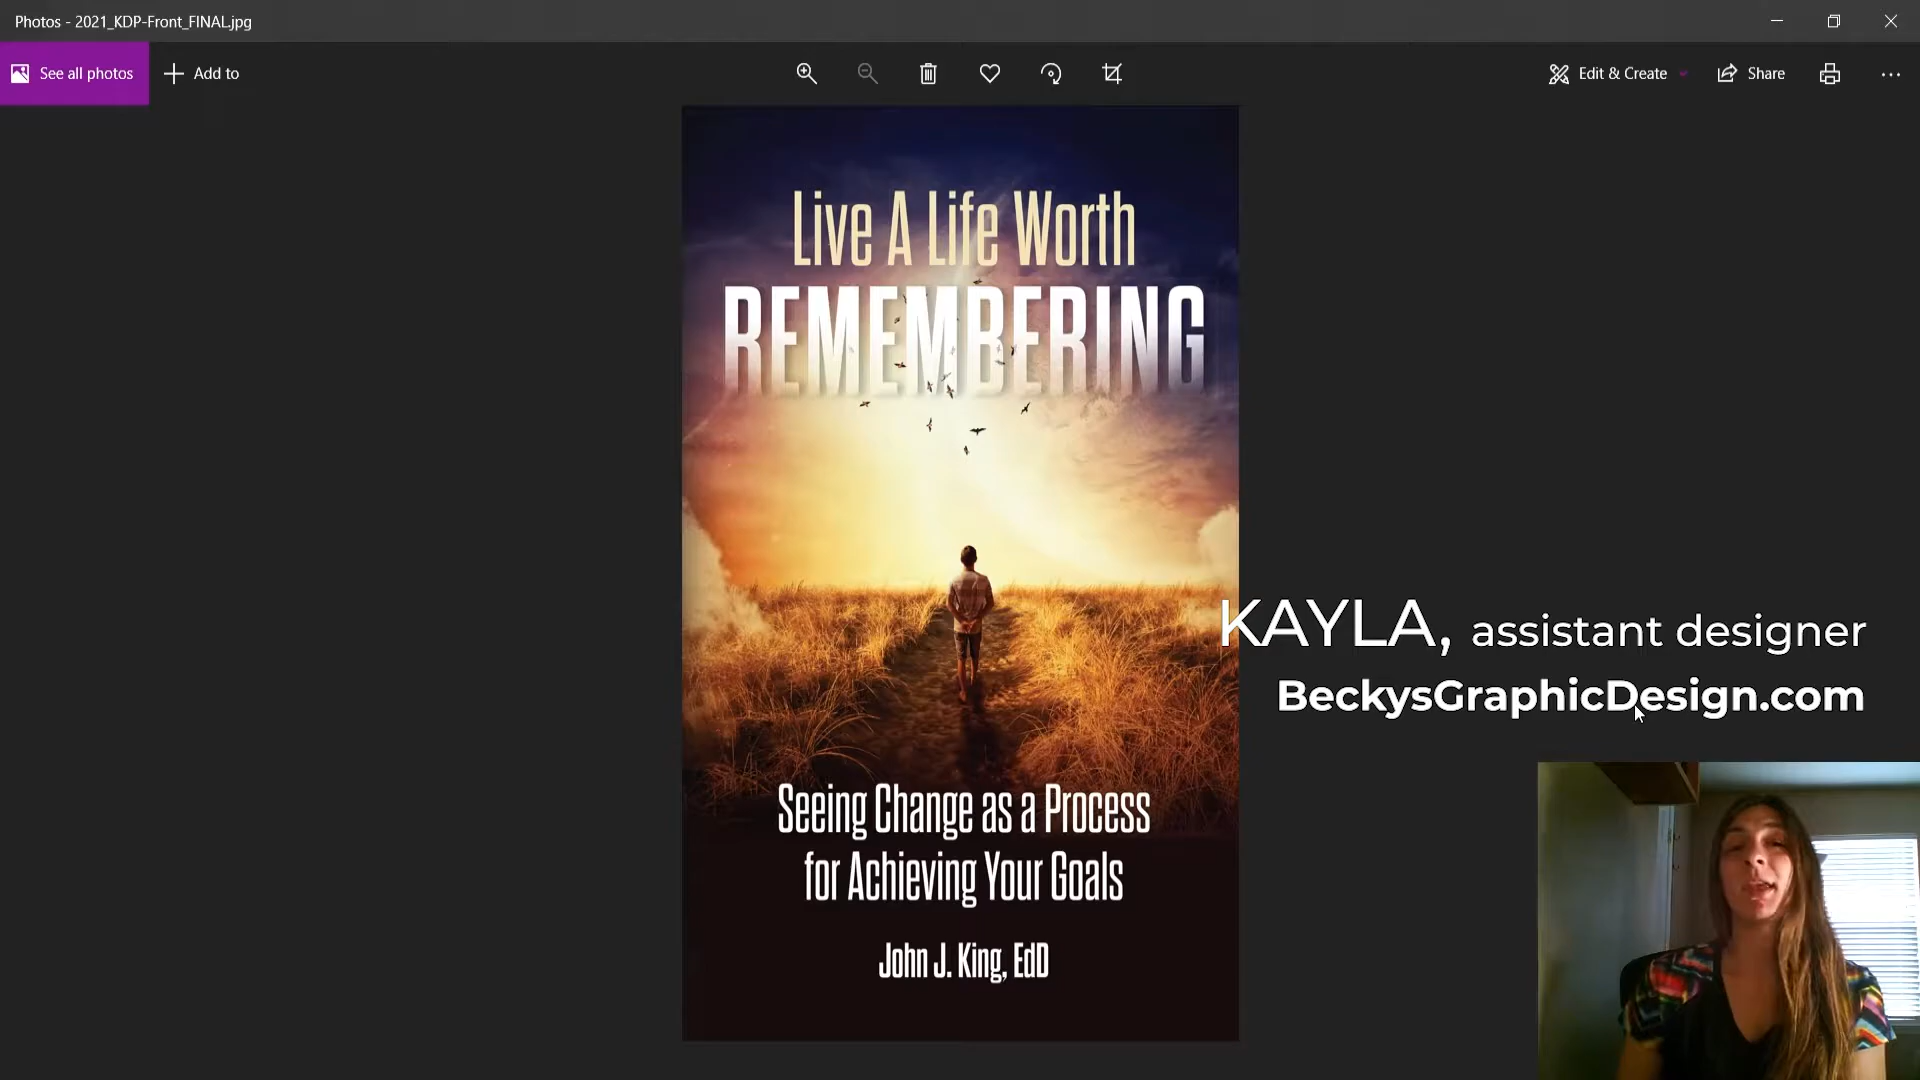 Photos - 2021_KDP-Front_FINAL.jpg
See all photos
Add to
Edit & Create
Share
Live A Life Worth
REMEMBERING
KAYLA, assistant designer
BeckysGraphicDesign.com
Seeing Change as a Process
for Achieving Your Goals
John J. King, EdD